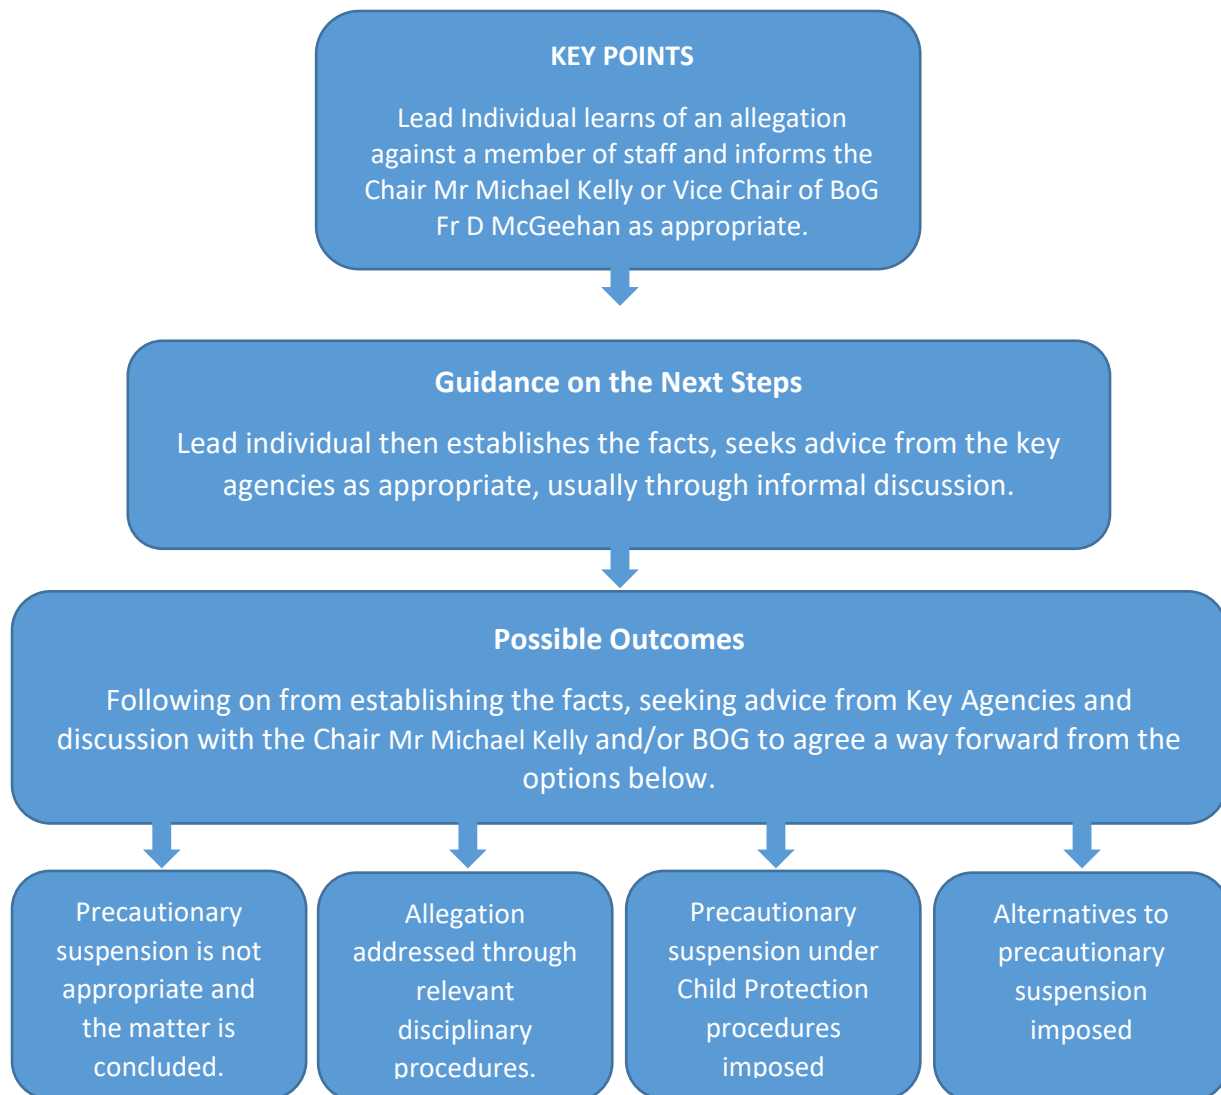 KEY POINTS
Lead Individual learns of an allegation
against a member of staff and informs the
Chair Mr Michael Kelly or Vice Chair of BoG
Fr D McGeehan as appropriate.
Guidance on the Next Steps
Lead individual then establishes the facts, seeks advice from the key
agencies as appropriate, usually through informal discussion.
Possible Outcomes
Following on from establishing the facts, seeking advice from Key Agencies and
discussion with the Chair Mr Michael Kelly and/or BOG to agree a way forward from the
options below.
Precautionary
suspension is not
appropriate and
the matter is
concluded.
Allegation
addressed through
relevant
disciplinary
procedures.
Precautionary
suspension under
Child Protection
procedures
imposed
Alternatives to
precautionary
suspension
imposed